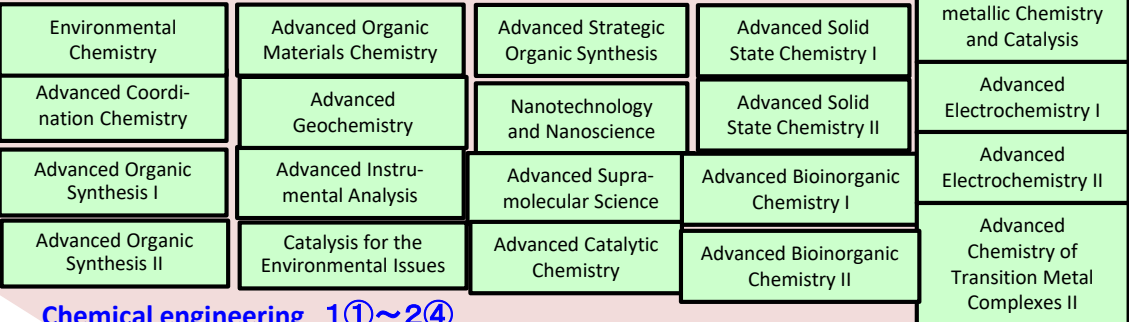 Environmental
Chemistry
Advanced Organic
Materials Chemistry
Advanced Strategic
Organic Synthesis
Advanced Solid
State Chemistry I
metallic Chemistry
and Catalysis
Advanced Coordi-
nation Chemistry
Advanced
Geochemistry
Nanotechnology
and Nanoscience
Advanced Solid
State Chemistry II
Advanced
Electrochemistry I
Advanced Organic
Synthesis I
Advanced Instru-
mental Analysis
Advanced Supra-
molecular Science
Advanced Bioinorganic
Chemistry I
Advanced
Electrochemistry II
Advanced Organic
Synthesis II
Catalysis for the
Environmental Issues
Advanced Catalytic
Chemistry
Advanced Bioinorganic
Chemistry II
Advanced
Chemistry of
Transition Metal
Complexes II
Chemical engineering 1①~2④